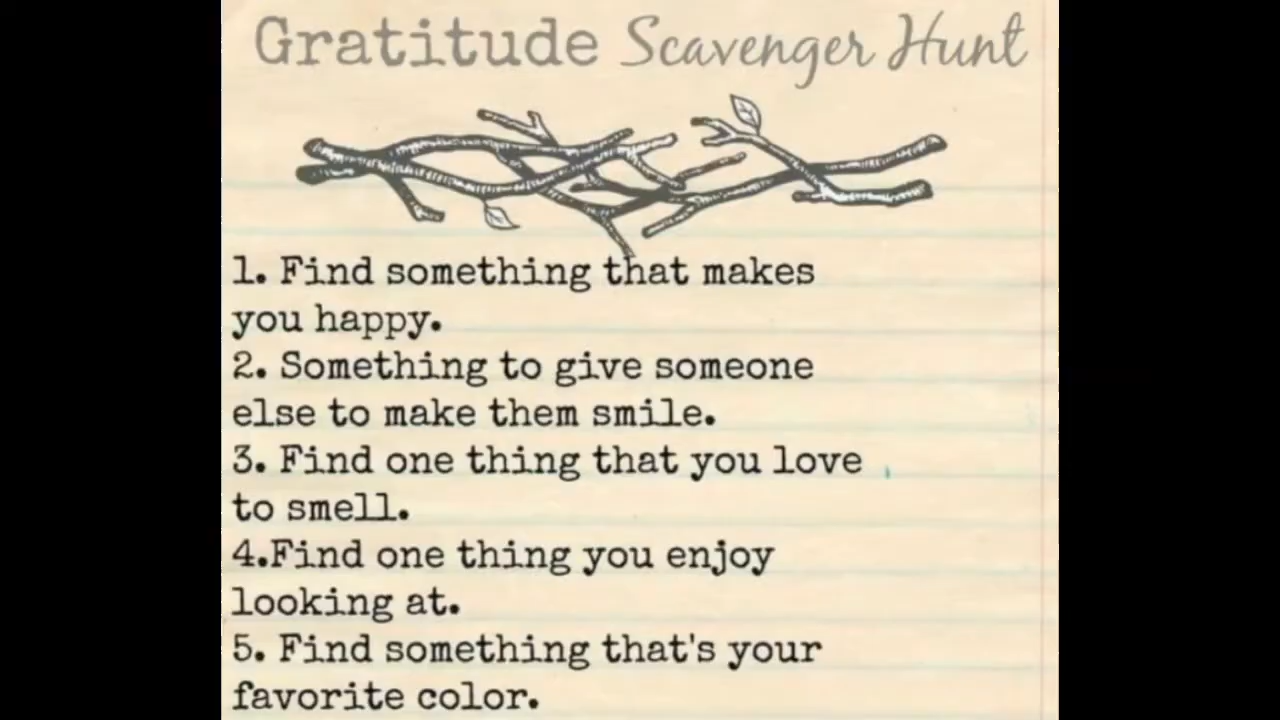 Gratitude Scavenger Hunt
1. Find something that makes
you happy.
2. Something to give someone
else to make them smile.
3. Find one thing that you love
to smell.
4.Find one thing you enjoy
looking at.
5. Find something that's your
favorite color.